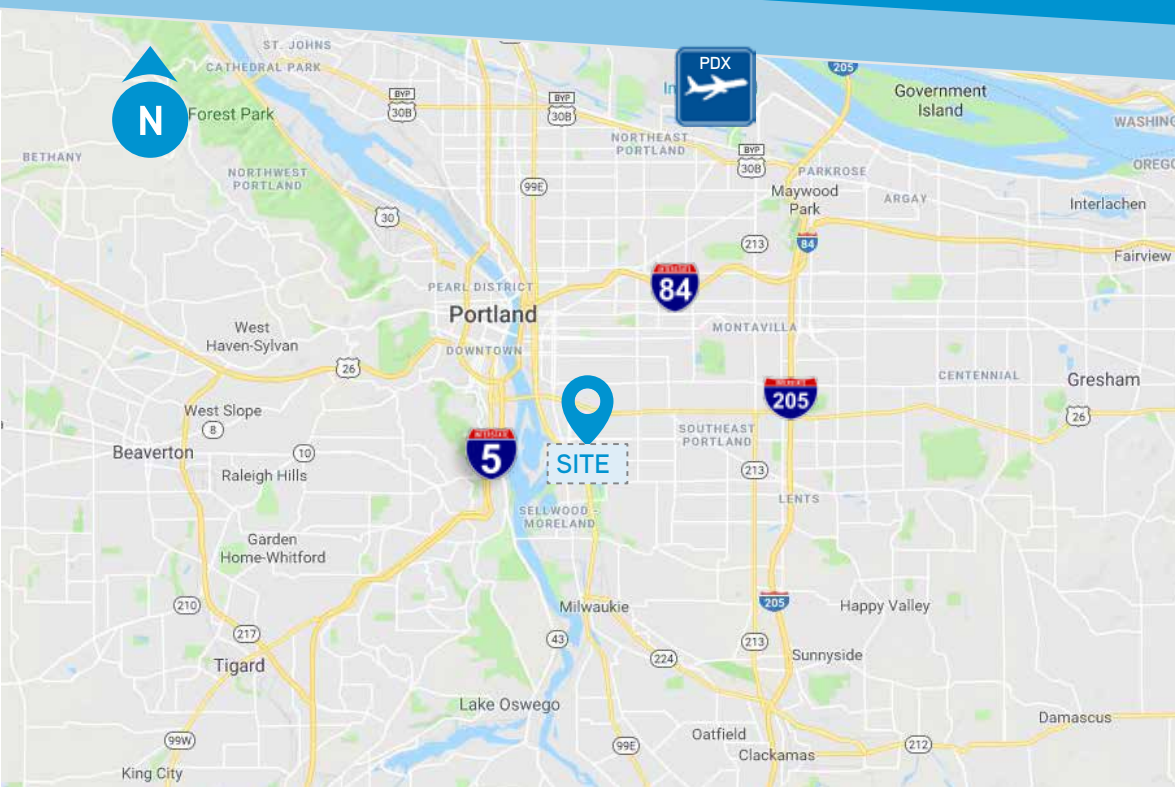 ST. JOHNS
CATHEDRAL PARK
PDX
205
Government
Island
BYP
30B
BYP
30B
N
Forest Park
WASHING
NORTHEAST
PORTLAND
BETHANY
BYP
30B
OREGO
NORTHWEST
PORTLAND
PARKROSE
99E
Maywood
Park
ARGAY
Interlachen
30
213
84
Fairview
PEARL DISTRICT
84
Portland
West
Haven-Sylvan
MONTAVILLA
DOWNTOWN
26
CENTENNIAL
Gresham
205
West Slope
26
8
SOUTHEAST
PORTLAND
Beaverton
10
INTERSTATE
5
SITE
Raleigh Hills
213
LENTS
SELLWOOD -
MORELAND
Garden
Home-Whitford
210
Milwaukie
205
Happy Valley
217
43
213
Tigard
224
Sunnyside
Lake Oswego
Damascus
99W
99E
Oatfield
212
Clackamas
King City